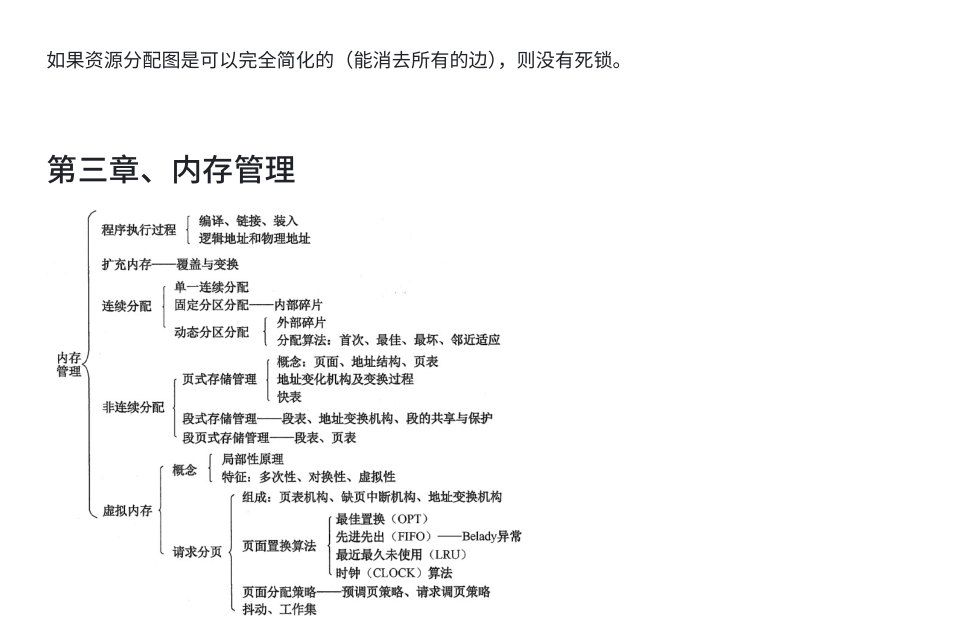 如果资源分配图是可以完全简化的（能消去所有的边），则没有死锁。
第三章、内存管理
内存
管理
程序执行过程
编译、链接、装入
逻辑地址和物理地址
扩充内存——覆盖与变换
连续分配
单一连续分配
固定分区分配——内部碎片
动态分区分配
外部碎片
分配算法：首次、最佳、最坏、邻近适应
非连续分配
页式存储管理
概念：页面、地址结构、页表
地址变化机构及变换过程
快表
段式存储管理——段表、地址变换机构、段的共享与保护
段页式存储管理——段表、页表
虚拟内存
概念
局部性原理
特征：多次性、对换性、虚拟性
请求分页
组成：页表机构、缺页中断机构、地址变换机构
页面置换算法
最佳置换（OPT）
先进先出（FIFO）——Belady异常
最近最久未使用（LRU）
时钟（CLOCK）算法
页面分配策略——预调页策略、请求调页策略
抖动、工作集